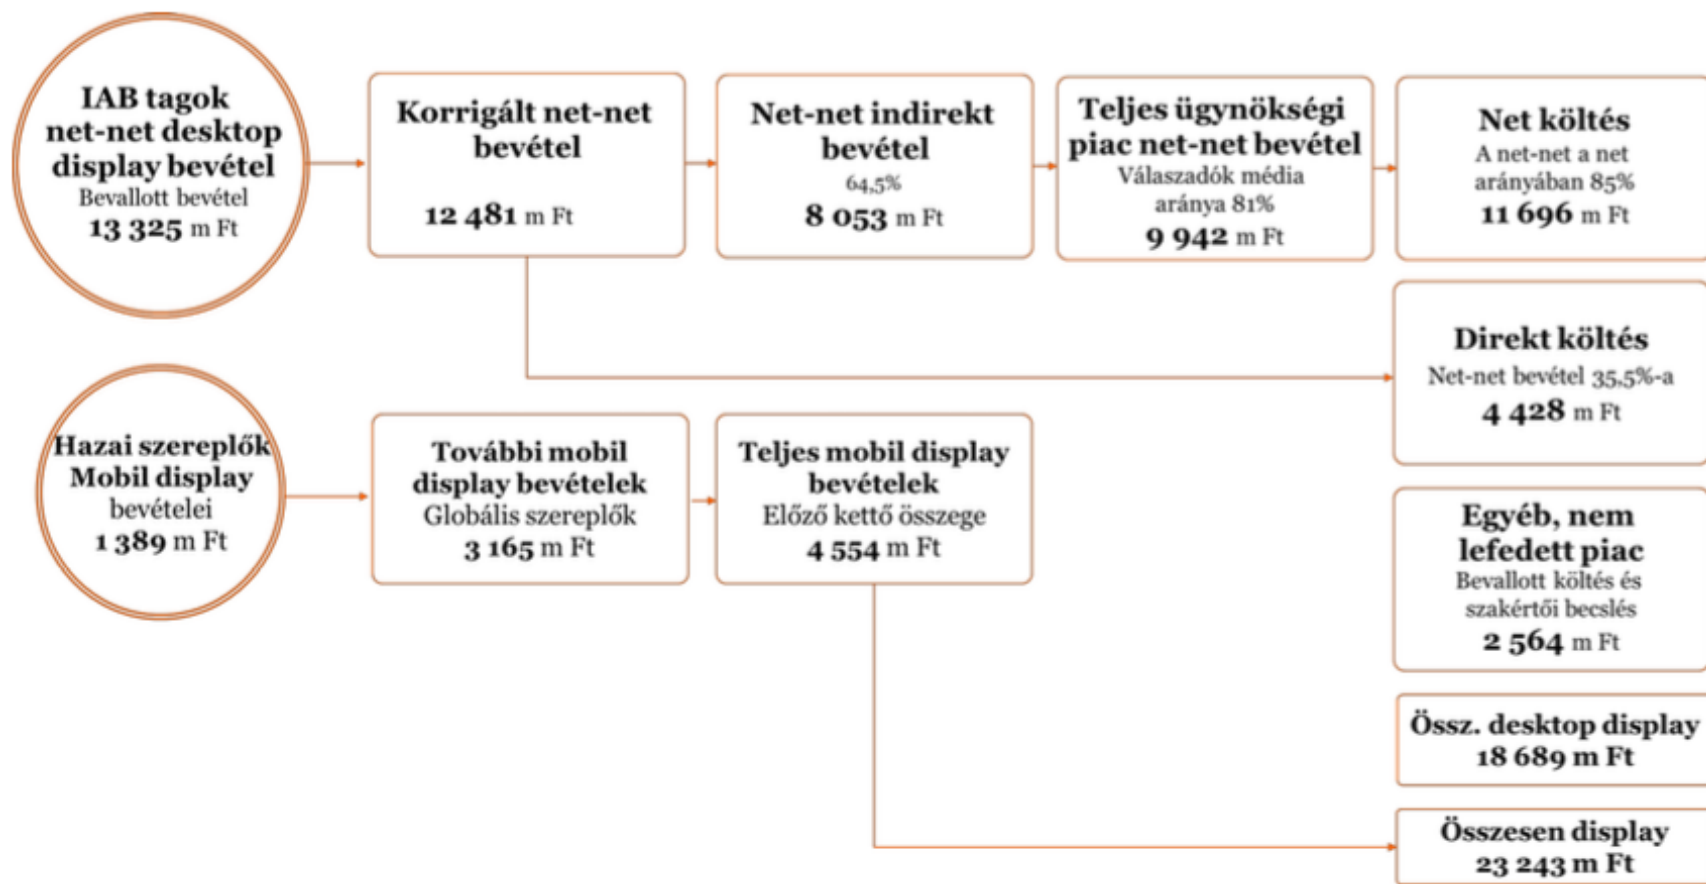 IAB tagok
net-net desktop
display bevétel
Bevallott bevétel
13 325 m Ft
Korrigált net-net
bevétel
12 481 m Ft
Net-net indirekt
bevétel
64,5%
8 053 m Ft
Teljes ügynökségi
piac net-net bevétel
Válaszadók média
aránya 81%
9 942 m Ft
Net költés
A net-net a net
arányában 85%
11 696 m Ft
Direkt költés
Net-net bevétel 35,5%-a
4 428 m Ft
Hazai szereplők
Mobil display
bevételei
1 389 m Ft
További mobil
display bevételek
Globális szereplők
3 165 m Ft
Teljes mobil display
bevételek
Előző kettő összege
4 554 m Ft
Egyéb, nem
lefedett piac
Bevallott költés és
szakértői becslés
2 564 m Ft
Össz. desktop display
18 689 m Ft
Összesen display
23 243 m Ft